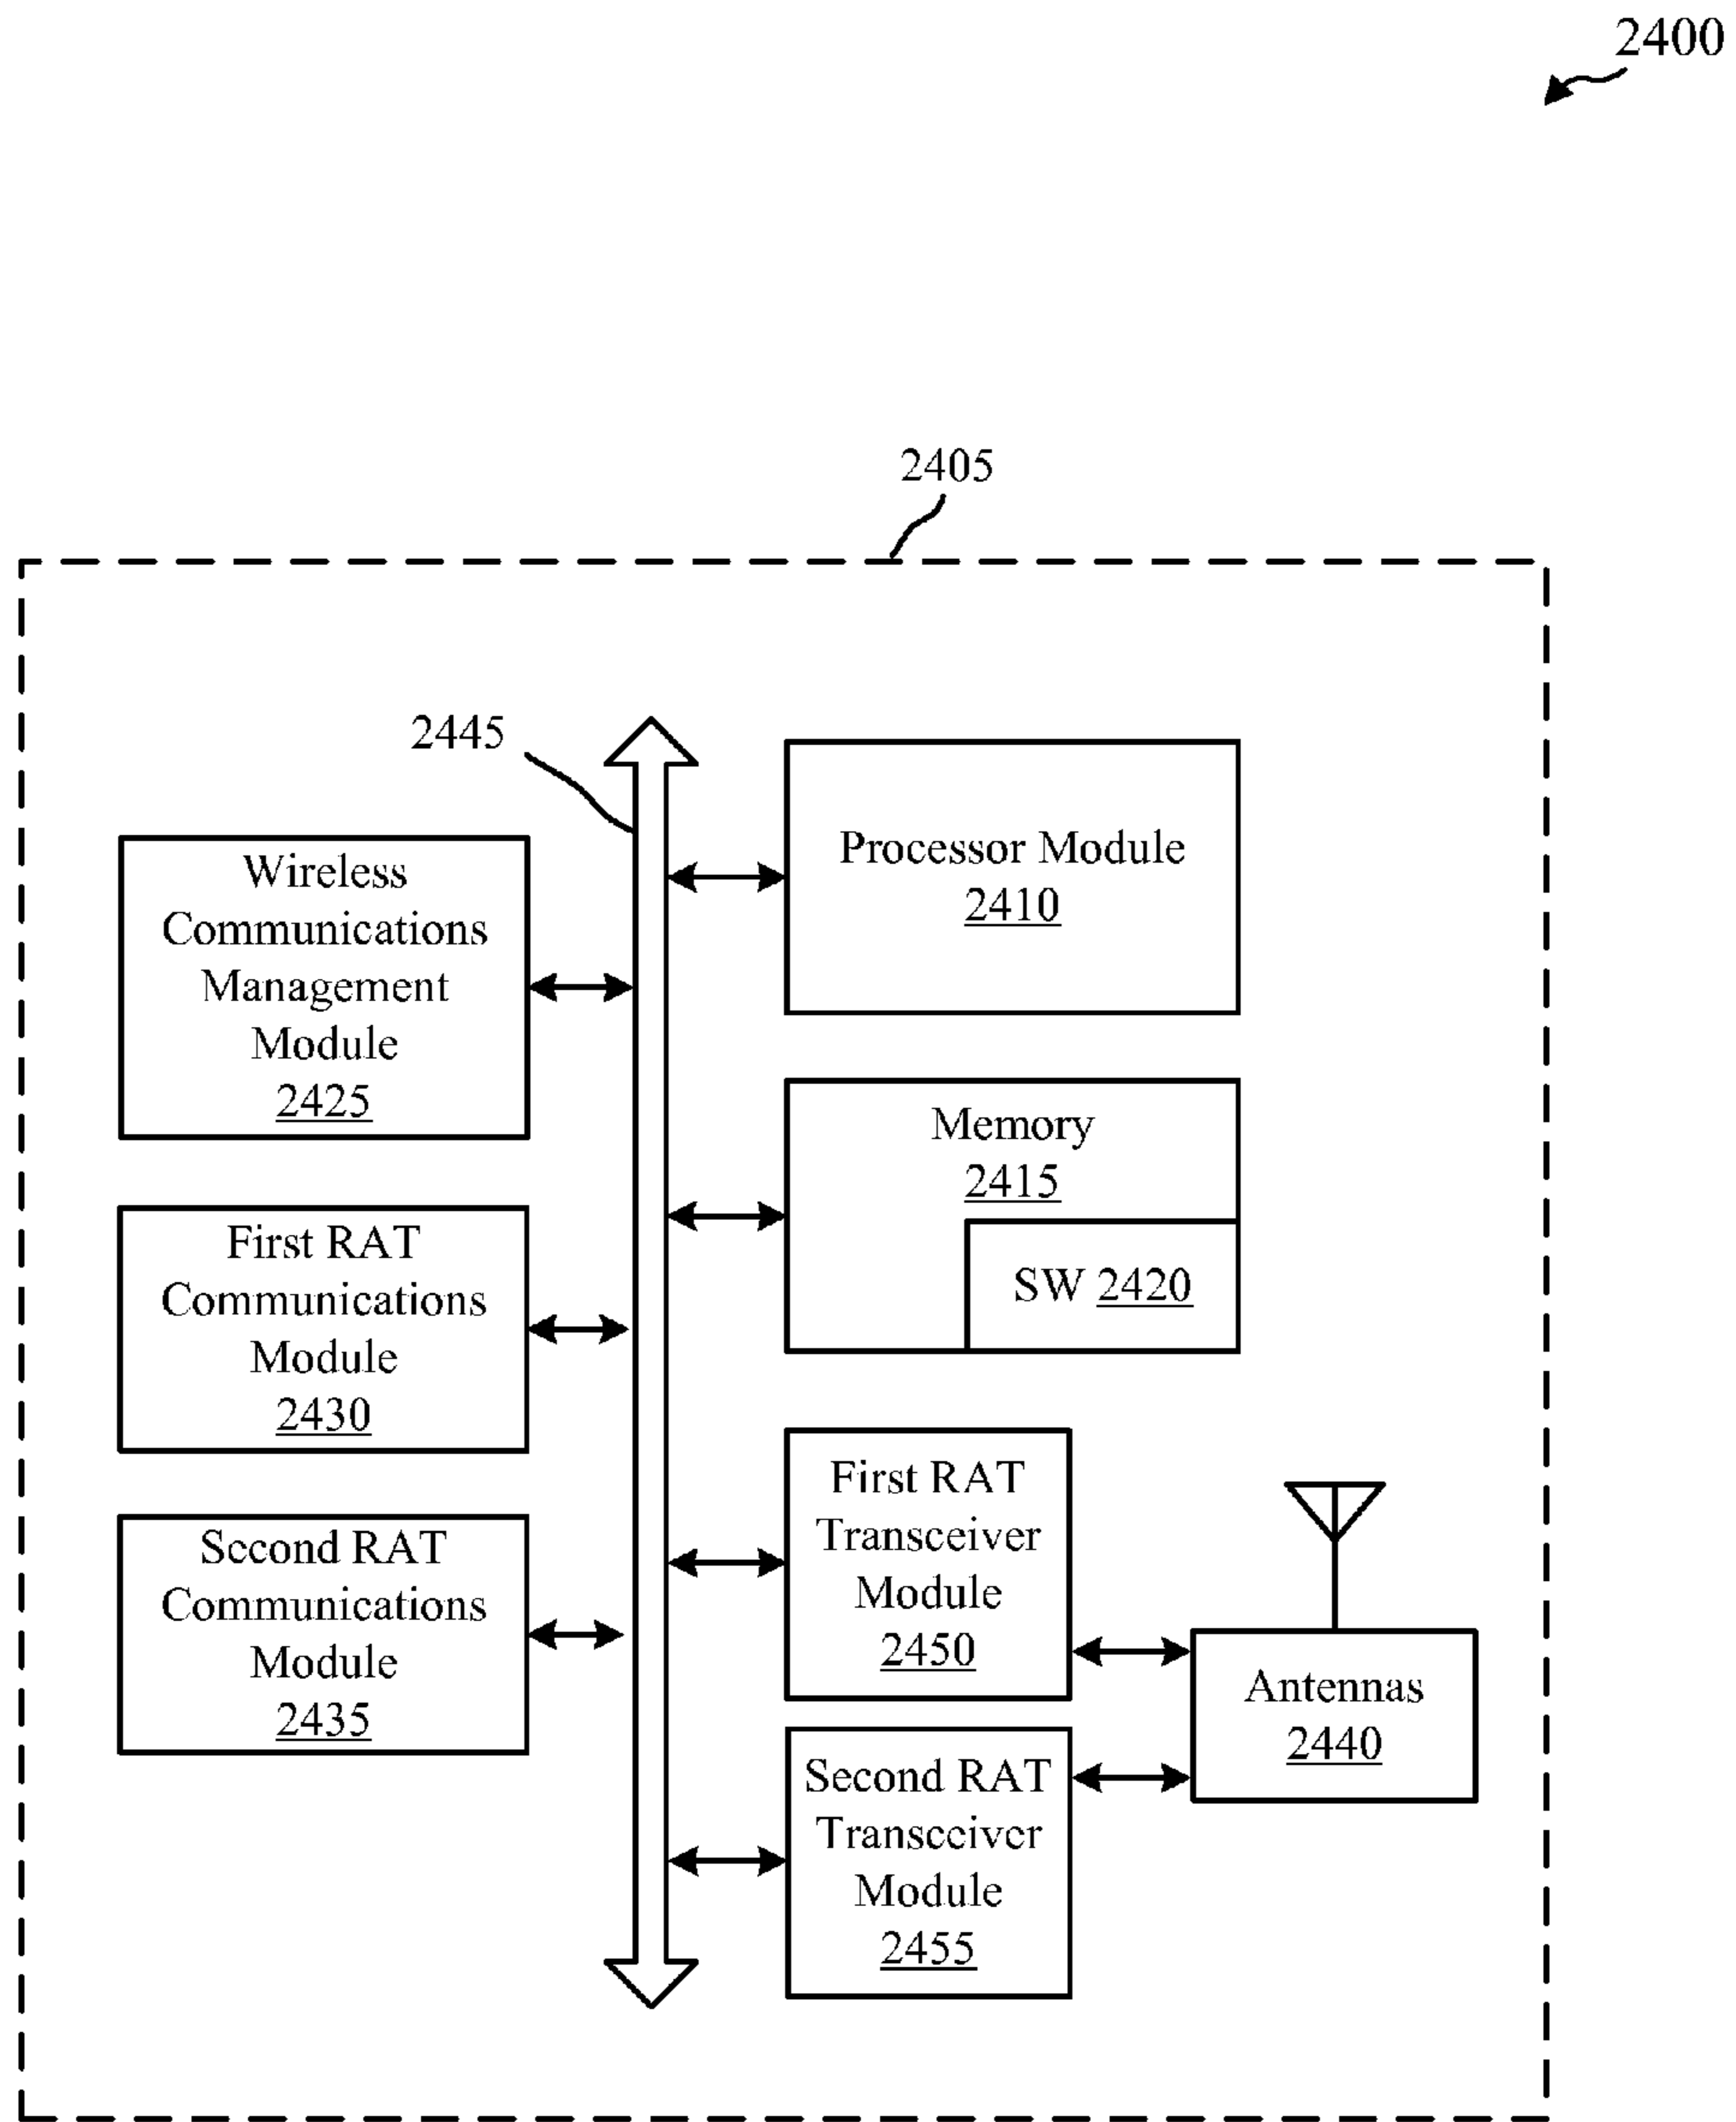 2400
2405
2445
Wireless
Communications
Management
Module
2425
First RAT
Communications
Module
2430
Second RAT
Communications
Module
2435
Processor Module
2410
Memory
2415
SW 2420
First RAT
Transceiver
Module
2450
Second RAT
Transceiver
Module
2455
Antennas
2440